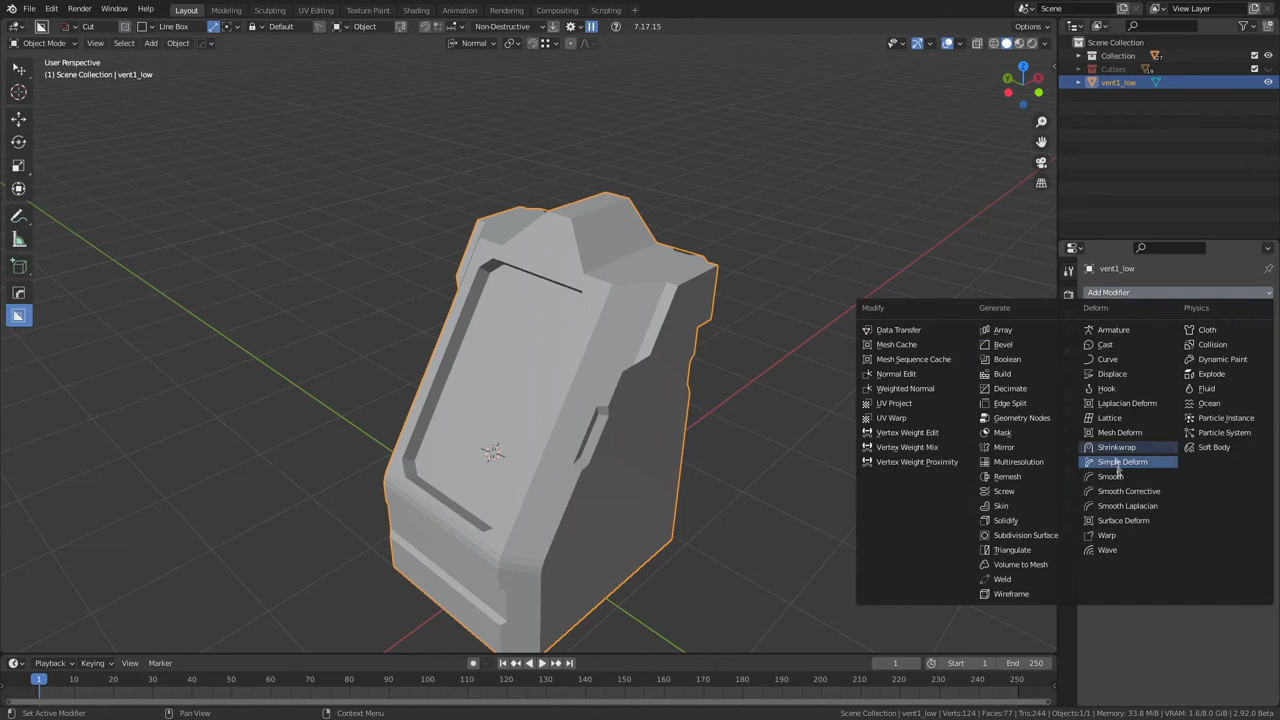 File Edit Render Window Help Layout Modeling Sculpting UV Editing Texture Paint Shading Animation Rendering Compositing Scripting Scene View Layer
Cut Line Box Default Object Non-Destructive 7.17.15 Options
Object Mode View Select Add Object Normal
User Perspective
(1) Scene Collection | vent1_low
Z
X
Y
Scene Collection
Collection 27
Cutters 19
vent1_low
vent1_low
Add Modifier
Modify Generate Deform Physics
Data Transfer Array Armature Cloth
Mesh Cache Bevel Cast Collision
Mesh Sequence Cache Boolean Curve Dynamic Paint
Normal Edit Build Displace Explode
Weighted Normal Decimate Hook Fluid
UV Project Edge Split Laplacian Deform Ocean
UV Warp Geometry Nodes Lattice Particle Instance
Vertex Weight Edit Mask Mesh Deform Particle System
Vertex Weight Mix Mirror Shrinkwrap Soft Body
Vertex Weight Proximity Multiresolution Simple Deform
Remesh Smooth
Screw Smooth Corrective
Skin Smooth Laplacian
Solidify Surface Deform
Subdivision Surface Warp
Triangulate Wave
Volume to Mesh
Weld
Wireframe
Playback Keying View Marker 1 Start 1 End 250
1 10 20 30 40 50 60 70 80 90 100 110 120 130 140 150 160 170 180 190 200 210 220 230 240 250
Set Active Modifier Pan View Context Menu Scene Collection | vent1_low | Verts:124 | Faces:77 | Tris:244 | Objects:1/1 | Memory: 33.8 MiB | VRAM: 1.6/8.0 GiB | 2.92.0 Beta